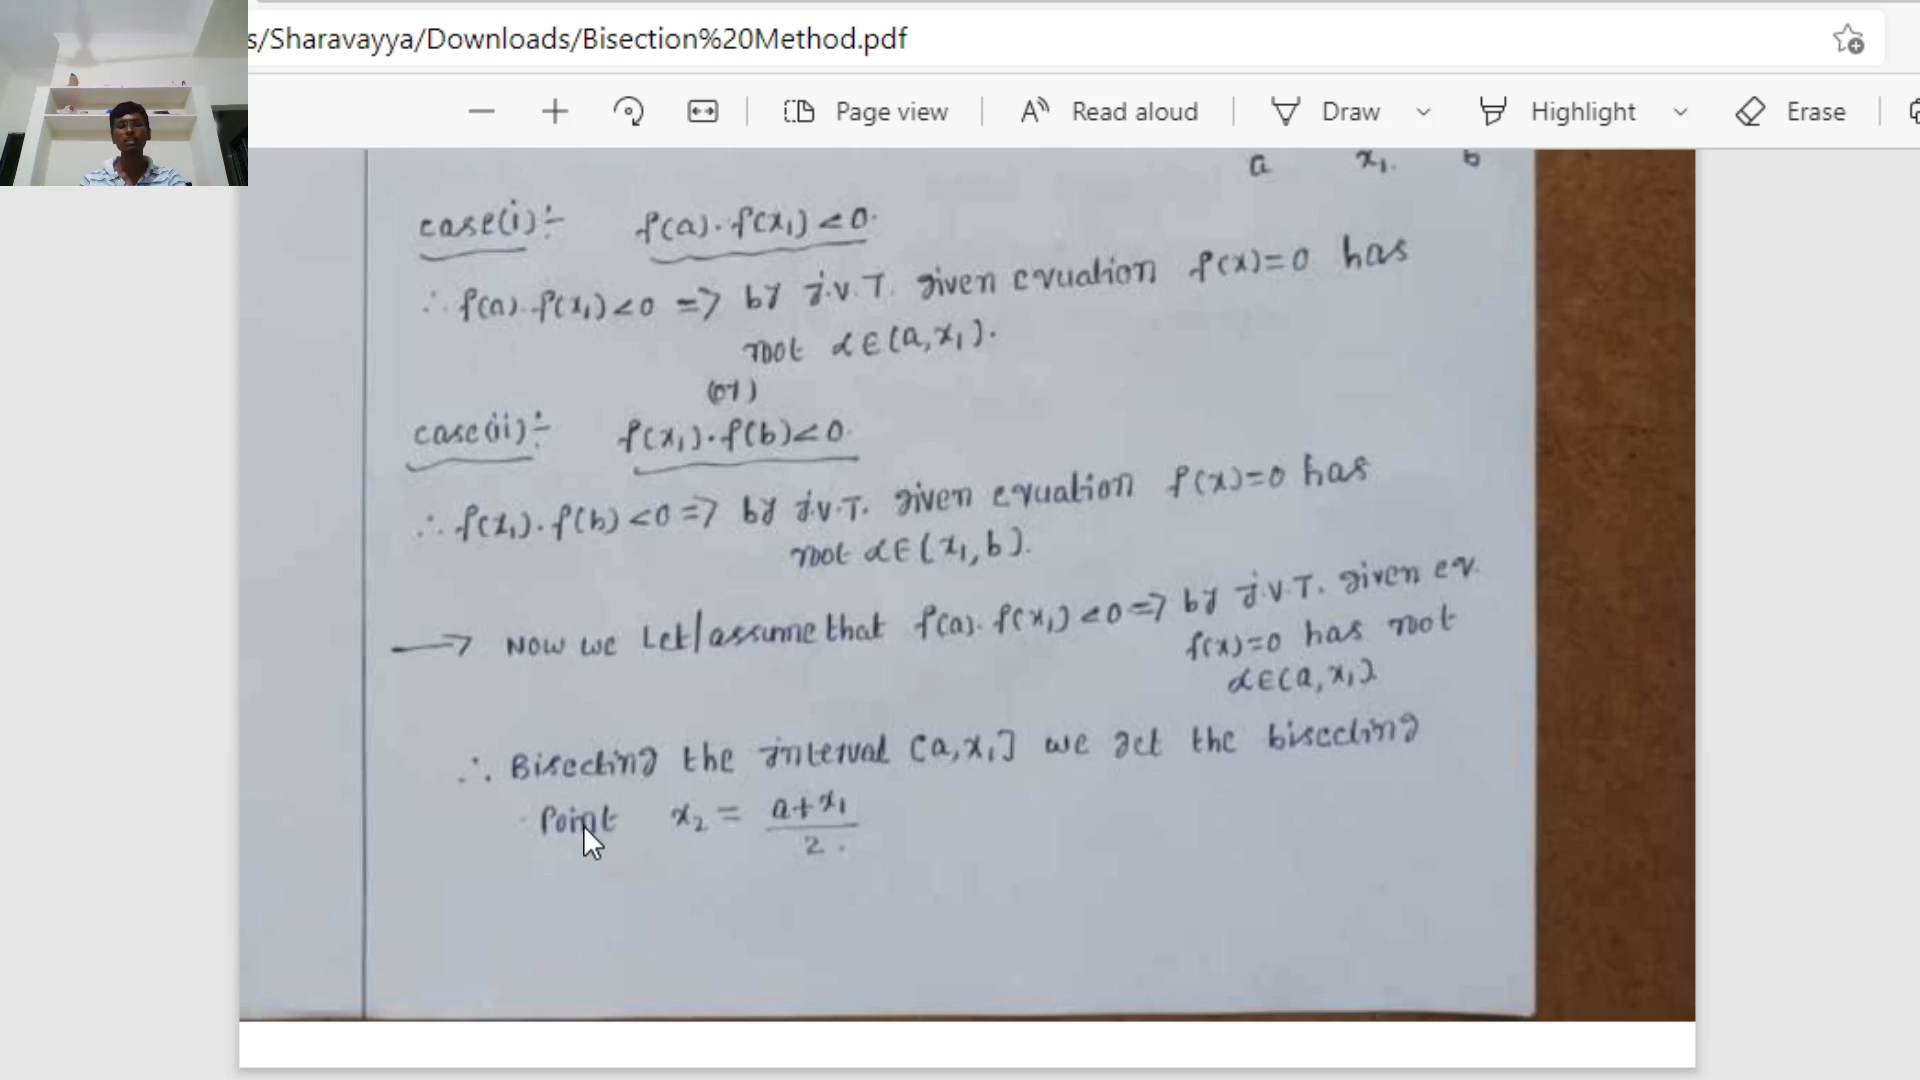 s/Sharavayya/Downloads/Bisection%20Method.pdf
Page view Read aloud Draw Highlight Erase
a x₁. b
case(i):- f(a).f(x₁)<0.
∴ f(a).f(x₁)<0 => by I.V.T. given equation f(x)=0 has
root α∈(a,x₁).
(or)
case(ii):- f(x₁).f(b)<0.
∴ f(x₁).f(b)<0 => by I.V.T. given equation f(x)=0 has
root α∈(x₁,b).
→ Now we Let/assume that f(a).f(x₁)<0 => by I.V.T. given eq.
f(x)=0 has root
α∈(a,x₁)
∴ Bisecting the interval [a,x₁] we get the bisecting
Point x₂ = (a+x₁)/2.